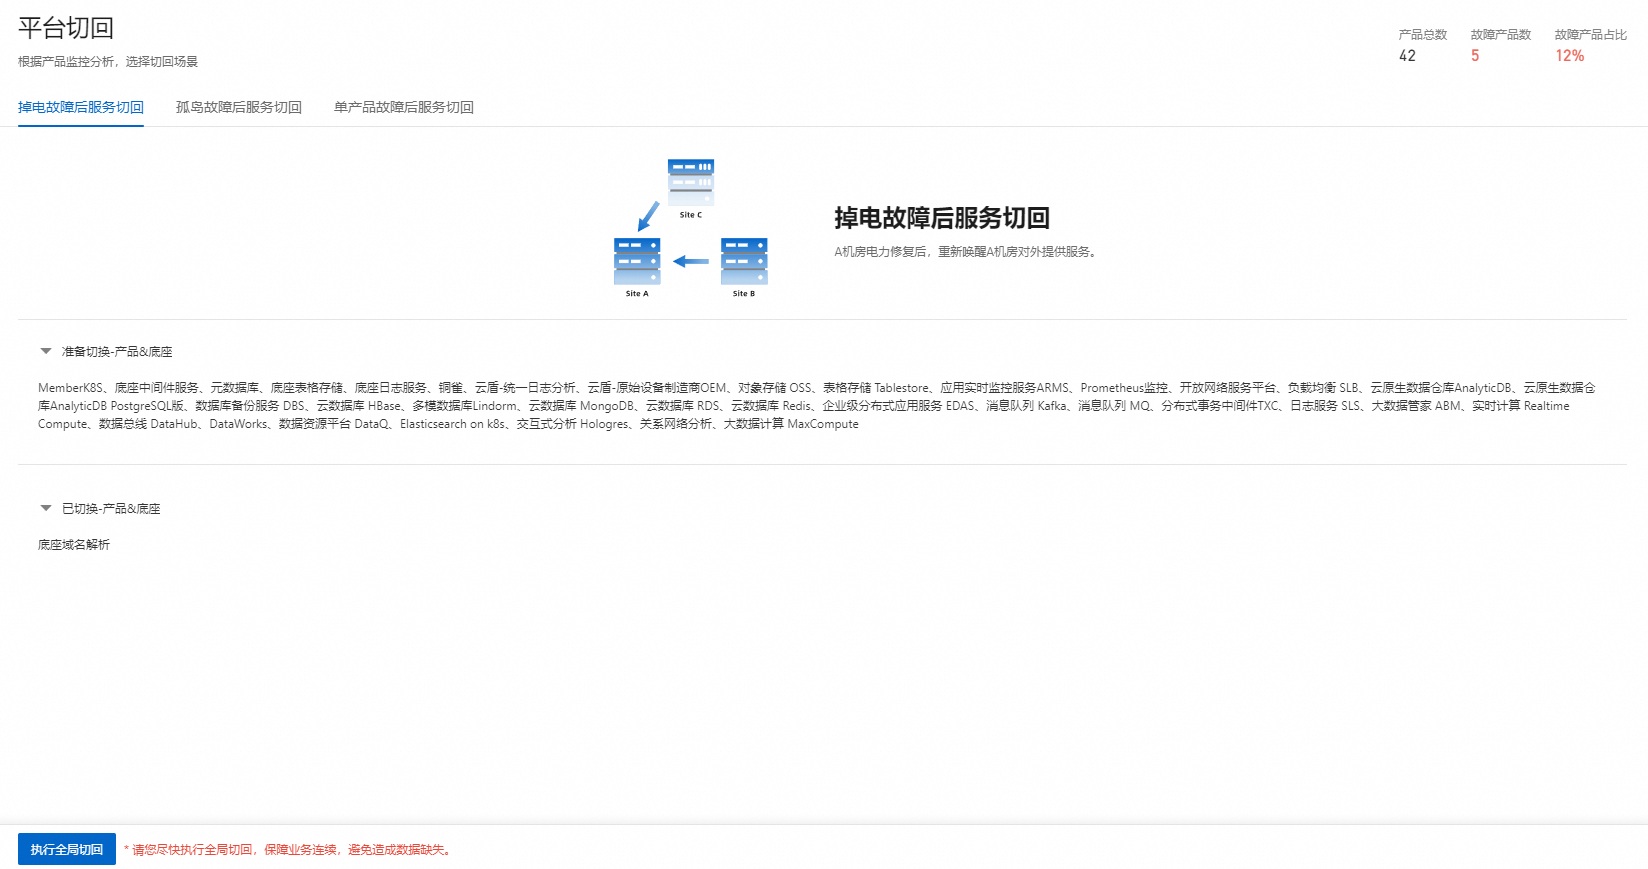 平台切回
根据产品监控分析，选择切回场景
产品总数
42
故障产品数
5
故障产品占比
12%
掉电故障后服务切回
孤岛故障后服务切回
单产品故障后服务切回
Site C
Site A
Site B
掉电故障后服务切回
A机房电力修复后，重新唤醒A机房对外提供服务。
准备切换-产品&底座
MemberK8S、底座中间件服务、元数据库、底座表格存储、底座日志服务、铜雀、云盾-统一日志分析、云盾-原始设备制造商OEM、对象存储 OSS、表格存储 Tablestore、应用实时监控服务ARMS、Prometheus监控、开放网络服务平台、负载均衡 SLB、云原生数据仓库AnalyticDB、云原生数据仓
库AnalyticDB PostgreSQL版、数据库备份服务 DBS、云数据库 HBase、多模数据库Lindorm、云数据库 MongoDB、云数据库 RDS、云数据库 Redis、企业级分布式应用服务 EDAS、消息队列 Kafka、消息队列 MQ、分布式事务中间件TXC、日志服务 SLS、大数据管家 ABM、实时计算 Realtime
Compute、数据总线 DataHub、DataWorks、数据资源平台 DataQ、Elasticsearch on k8s、交互式分析 Hologres、关系网络分析、大数据计算 MaxCompute
已切换-产品&底座
底座域名解析
执行全局切回
* 请您尽快执行全局切回，保障业务连续，避免造成数据缺失。